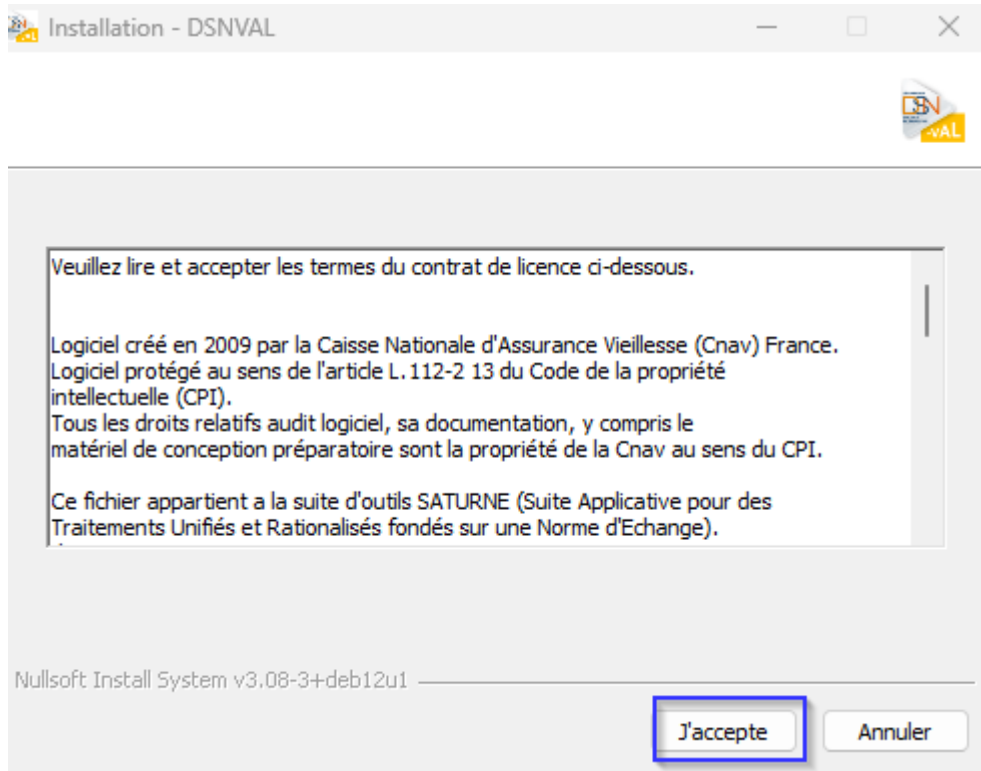 Installation - DSNVAL
DSN
-VAL
Veuillez lire et accepter les termes du contrat de licence ci-dessous.
Logiciel créé en 2009 par la Caisse Nationale d'Assurance Vieillesse (Cnav) France.
Logiciel protégé au sens de l'article L.112-2 13 du Code de la propriété
intellectuelle (CPI).
Tous les droits relatifs audit logiciel, sa documentation, y compris le
matériel de conception préparatoire sont la propriété de la Cnav au sens du CPI.
Ce fichier appartient a la suite d'outils SATURNE (Suite Applicative pour des
Traitements Unifiés et Rationalisés fondés sur une Norme d'Echange).
Nullsoft Install System v3.08-3+deb12u1
J'accepte
Annuler